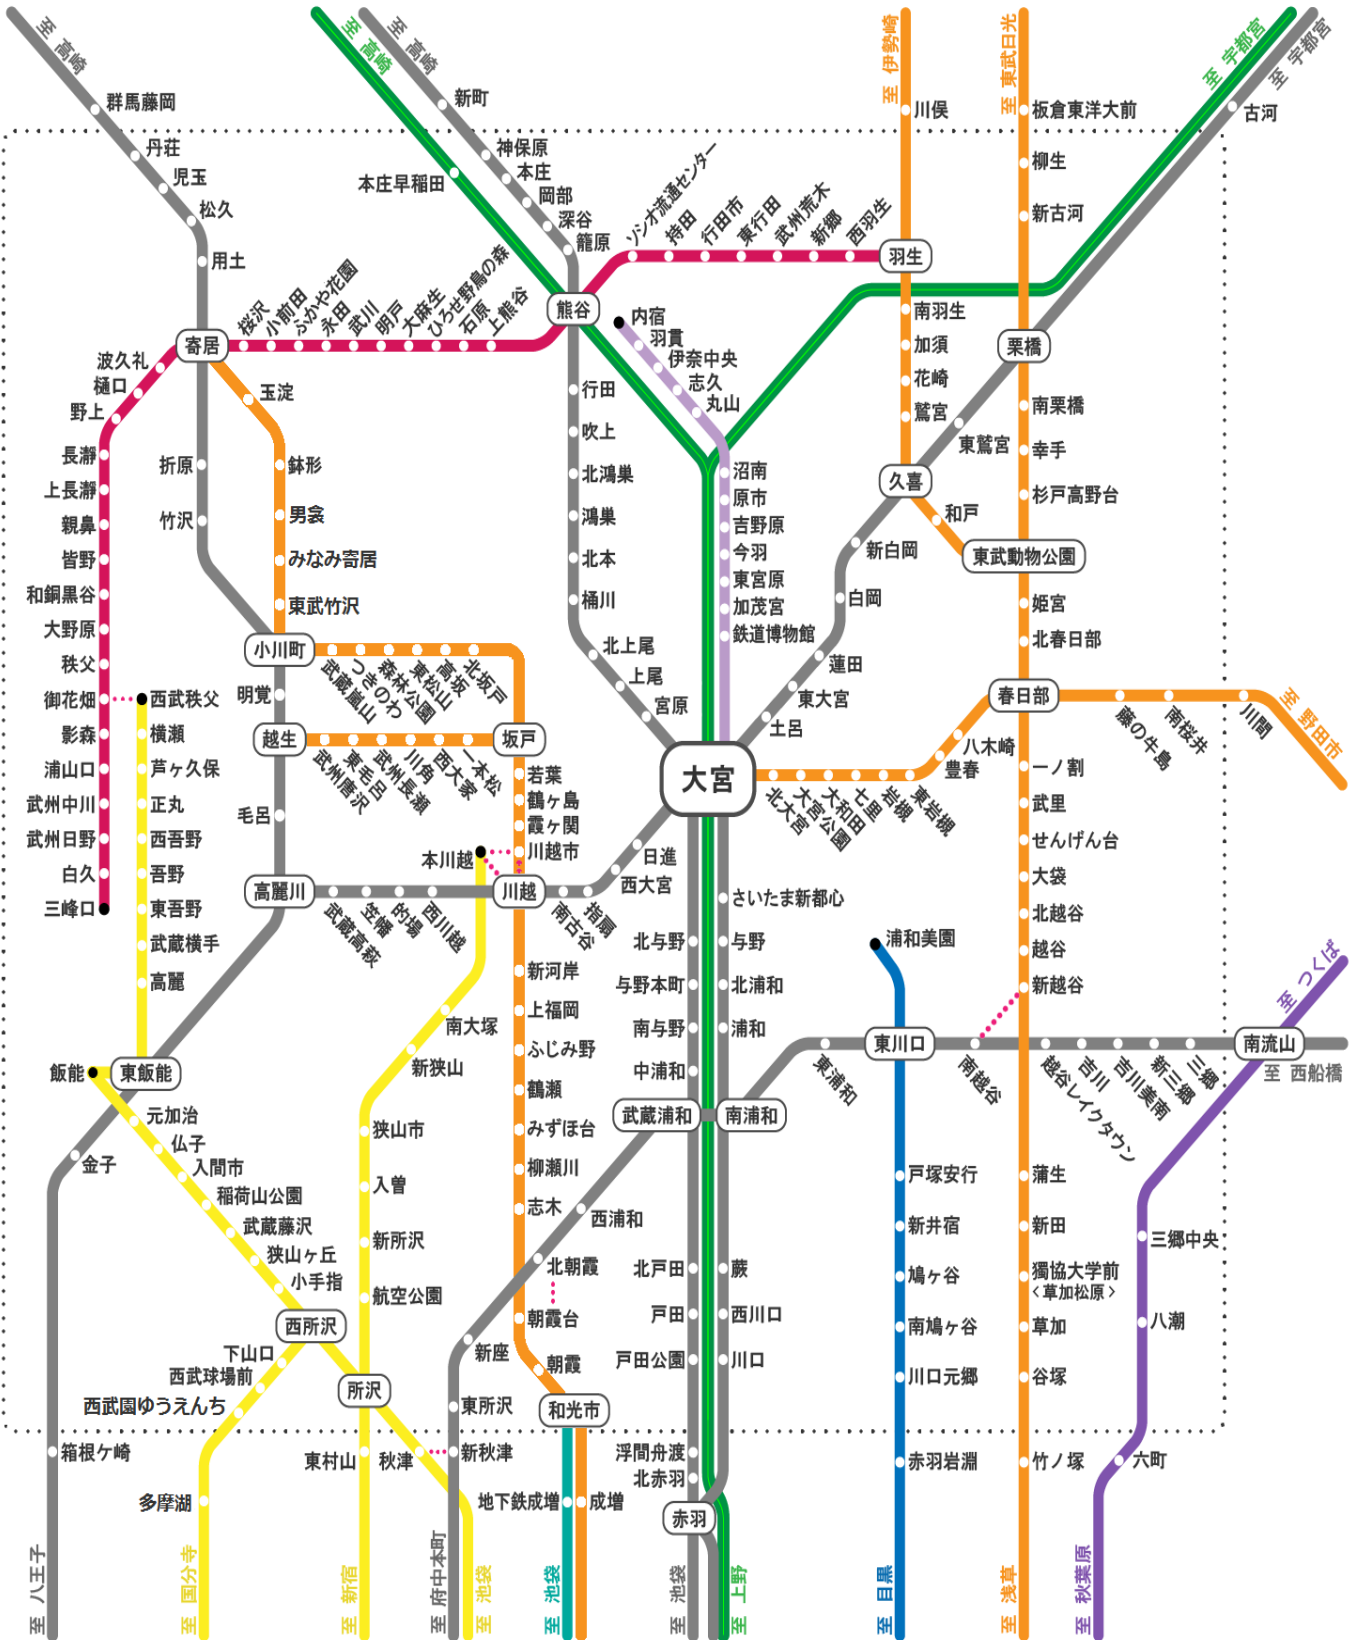 至 高崎
至 高崎
至 高崎
至 伊勢崎
至 東武日光
至 宇都宮
至 宇都宮
群馬藤岡
丹荘
児玉
松久
用土
寄居
折原
竹沢
小川町
明覚
越生
毛呂
高麗川
金子
箱根ケ崎
至 八王子
本庄早稲田
新町
神保原
本庄
岡部
深谷
籠原
熊谷
行田
吹上
北鴻巣
鴻巣
北本
桶川
北上尾
上尾
宮原
大宮
ソシオ流通センター
持田
行田市
東行田
武州荒木
新郷
西羽生
羽生
桜沢
小前田
ふかや花園
永田
武川
明戸
大麻生
ひろせ野鳥の森
石原
上熊谷
波久礼
樋口
野上
長瀞
上長瀞
親鼻
皆野
和銅黒谷
大野原
秩父
御花畑
影森
浦山口
武州中川
武州日野
白久
三峰口
玉淀
鉢形
男衾
みなみ寄居
東武竹沢
武蔵嵐山
つきのわ
森林公園
東松山
高坂
北坂戸
坂戸
武州唐沢
東毛呂
武州長瀬
川角
西大家
一本松
若葉
鶴ヶ島
霞ヶ関
川越市
川越
新河岸
上福岡
ふじみ野
鶴瀬
みずほ台
柳瀬川
志木
朝霞台
朝霞
和光市
地下鉄成増
成増
至 池袋
内宿
羽貫
伊奈中央
志久
丸山
沼南
原市
吉野原
今羽
東宮原
加茂宮
鉄道博物館
川俣
南羽生
加須
花崎
鷲宮
久喜
和戸
東武動物公園
古河
栗橋
東鷲宮
新白岡
白岡
蓮田
東大宮
土呂
板倉東洋大前
柳生
新古河
南栗橋
幸手
杉戸高野台
姫宮
北春日部
春日部
一ノ割
武里
せんげん台
大袋
北越谷
越谷
新越谷
蒲生
新田
獨協大学前
<草加松原>
草加
谷塚
竹ノ塚
至 浅草
藤の牛島
南桜井
川間
至 野田市
八木崎
豊春
東岩槻
岩槻
七里
大和田
大宮公園
北大宮
西武秩父
横瀬
芦ヶ久保
正丸
西吾野
吾野
東吾野
武蔵横手
高麗
東飯能
飯能
元加治
仏子
入間市
稲荷山公園
武蔵藤沢
狭山ヶ丘
小手指
西所沢
所沢
秋津
至 池袋
下山口
西武球場前
西武園ゆうえんち
多摩湖
至 国分寺
本川越
南大塚
新狭山
狭山市
入曽
新所沢
航空公園
東村山
至 新宿
武蔵高萩
笠幡
的場
西川越
南古谷
指扇
西大宮
日進
北与野
与野本町
南与野
中浦和
武蔵浦和
北戸田
戸田
戸田公園
浮間舟渡
北赤羽
赤羽
至 池袋
至 上野
さいたま新都心
与野
北浦和
浦和
南浦和
蕨
西川口
川口
西浦和
北朝霞
新座
東所沢
新秋津
至 府中本町
東浦和
東川口
南越谷
越谷レイクタウン
吉川
吉川美南
新三郷
三郷
南流山
至 西船橋
浦和美園
戸塚安行
新井宿
鳩ヶ谷
南鳩ヶ谷
川口元郷
赤羽岩淵
至 目黒
至 つくば
三郷中央
八潮
六町
至 秋葉原